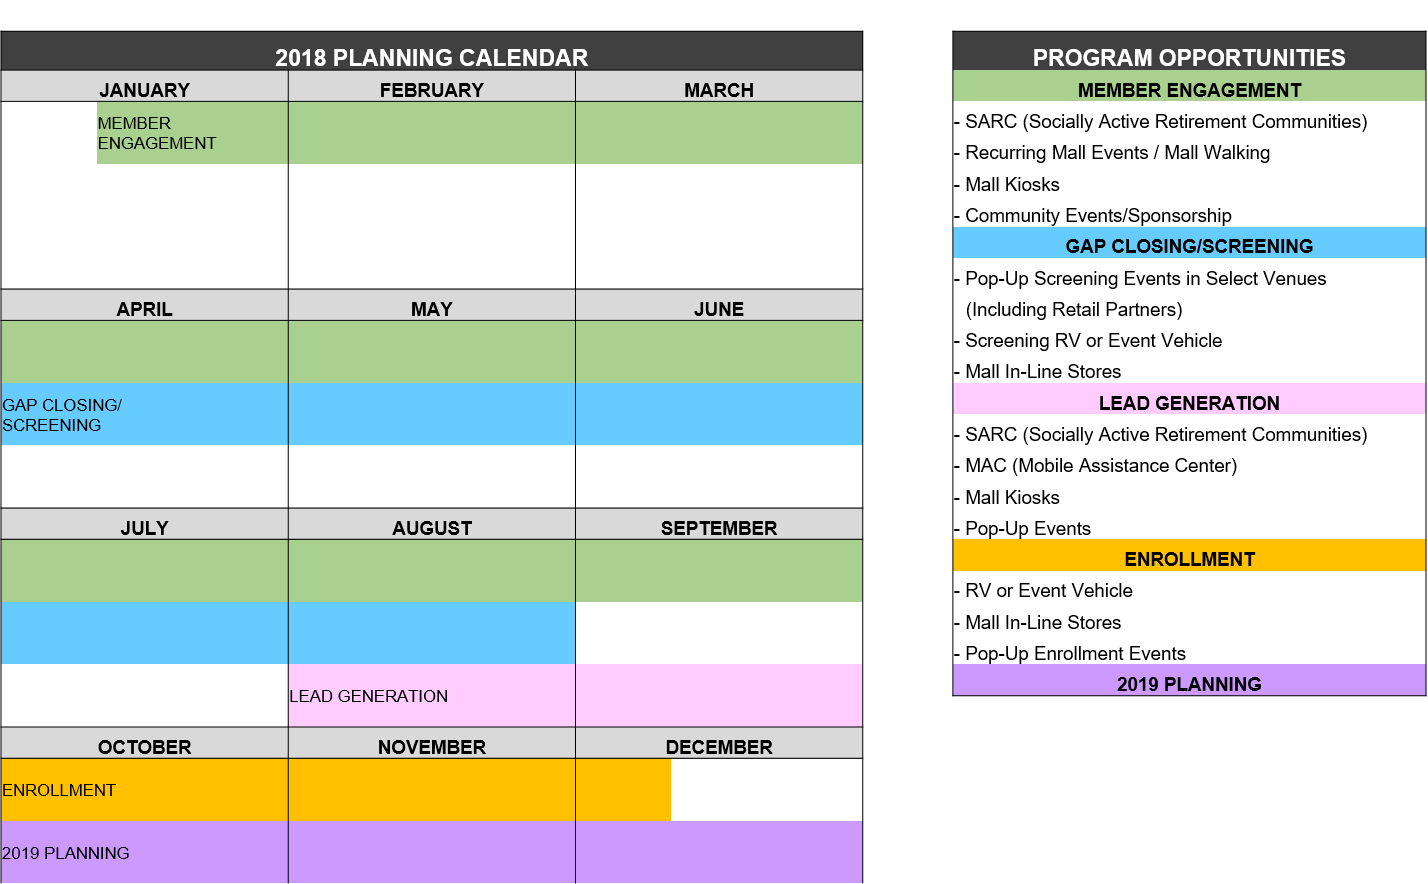 2018 PLANNING CALENDAR
JANUARY FEBRUARY MARCH
MEMBER
ENGAGEMENT
APRIL MAY JUNE
GAP CLOSING/
SCREENING
JULY AUGUST SEPTEMBER
LEAD GENERATION
OCTOBER NOVEMBER DECEMBER
ENROLLMENT
2019 PLANNING
PROGRAM OPPORTUNITIES
MEMBER ENGAGEMENT
- SARC (Socially Active Retirement Communities)
- Recurring Mall Events / Mall Walking
- Mall Kiosks
- Community Events/Sponsorship
GAP CLOSING/SCREENING
- Pop-Up Screening Events in Select Venues
(Including Retail Partners)
- Screening RV or Event Vehicle
- Mall In-Line Stores
LEAD GENERATION
- SARC (Socially Active Retirement Communities)
- MAC (Mobile Assistance Center)
- Mall Kiosks
- Pop-Up Events
ENROLLMENT
- RV or Event Vehicle
- Mall In-Line Stores
- Pop-Up Enrollment Events
2019 PLANNING